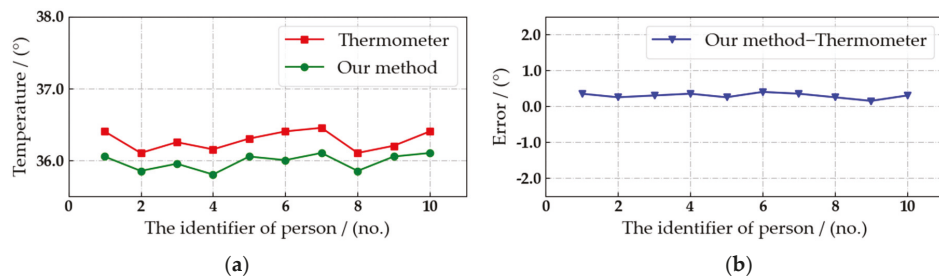 38.0
37.0
36.0
Temperature / (°)
Thermometer
Our method
0 2 4 6 8 10
The identifier of person / (no.)
(a)
2.0
1.0
0.0
-1.0
-2.0
Error / (°)
Our method−Thermometer
0 2 4 6 8 10
The identifier of person / (no.)
(b)